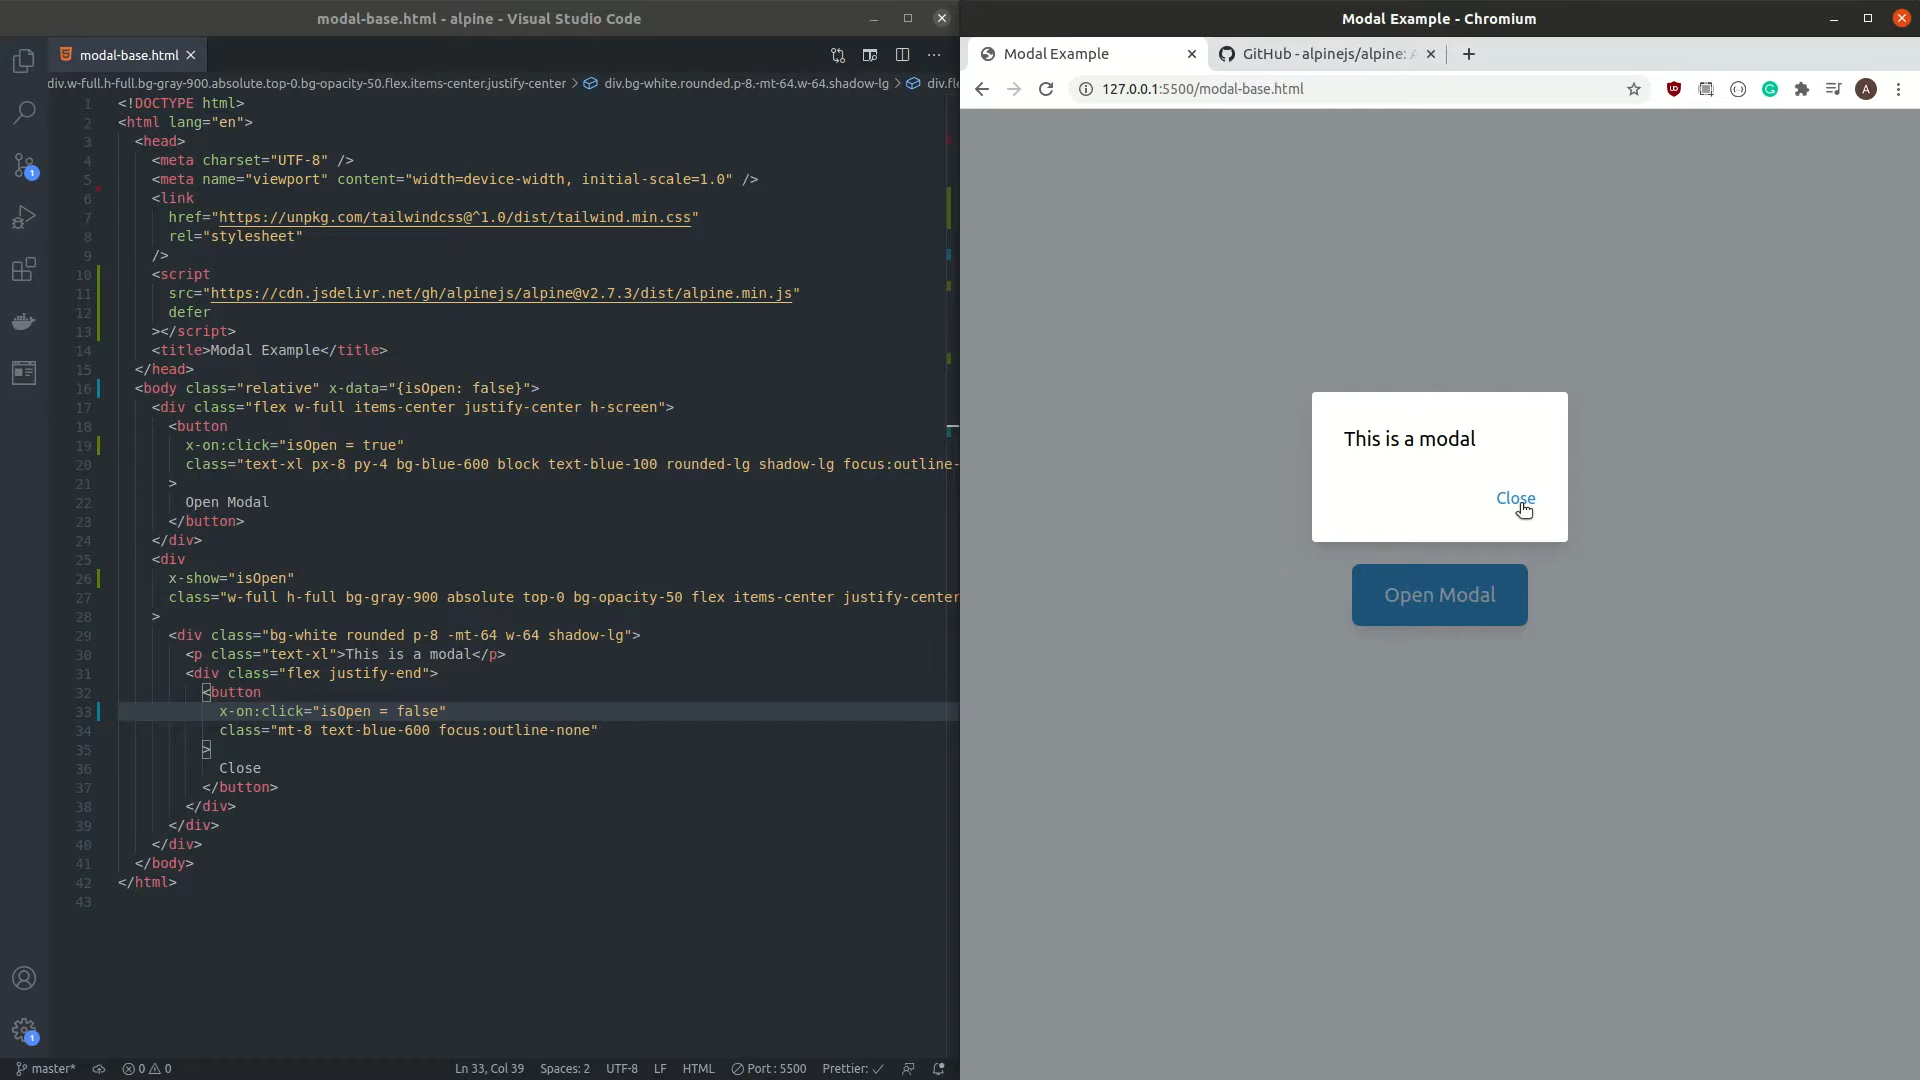 modal-base.html - alpine - Visual Studio Code
modal-base.html
div.w-full.h-full.bg-gray-900.absolute.top-0.bg-opacity-50.flex.items-center.justify-center > div.bg-white.rounded.p-8.-mt-64.w-64.shadow-lg > div.fle
1 <!DOCTYPE html>
2 <html lang="en">
3 <head>
4 <meta charset="UTF-8" />
5 <meta name="viewport" content="width=device-width, initial-scale=1.0" />
6 <link
7 href="https://unpkg.com/tailwindcss@^1.0/dist/tailwind.min.css"
8 rel="stylesheet"
9 />
10 <script
11 src="https://cdn.jsdelivr.net/gh/alpinejs/alpine@v2.7.3/dist/alpine.min.js"
12 defer
13 ></script>
14 <title>Modal Example</title>
15 </head>
16 <body class="relative" x-data="{isOpen: false}">
17 <div class="flex w-full items-center justify-center h-screen">
18 <button
19 x-on:click="isOpen = true"
20 class="text-xl px-8 py-4 bg-blue-600 block text-blue-100 rounded-lg shadow-lg focus:outline-
21 >
22 Open Modal
23 </button>
24 </div>
25 <div
26 x-show="isOpen"
27 class="w-full h-full bg-gray-900 absolute top-0 bg-opacity-50 flex items-center justify-center
28 >
29 <div class="bg-white rounded p-8 -mt-64 w-64 shadow-lg">
30 <p class="text-xl">This is a modal</p>
31 <div class="flex justify-end">
32 <button
33 x-on:click="isOpen = false"
34 class="mt-8 text-blue-600 focus:outline-none"
35 >
36 Close
37 </button>
38 </div>
39 </div>
40 </div>
41 </body>
42 </html>
43
1
1
master* 0 0 Ln 33, Col 39 Spaces: 2 UTF-8 LF HTML Port : 5500 Prettier: ✓
Modal Example - Chromium
Modal Example GitHub - alpinejs/alpine: A
127.0.0.1:5500/modal-base.html A
This is a modal
Close
Open Modal